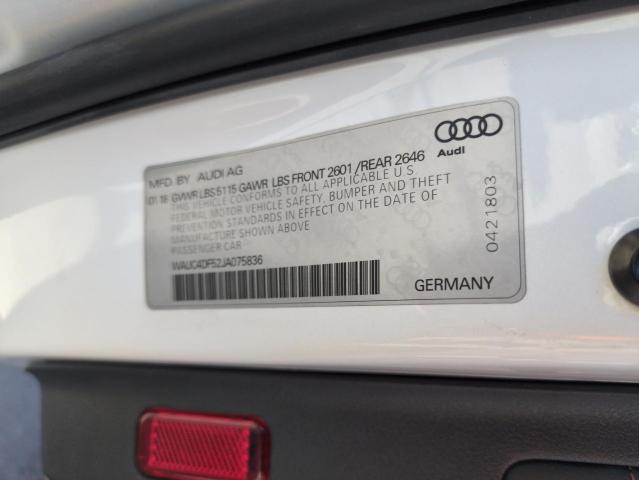 MFD BY AUDI AG
01.18 GVWR LBS 5115 GAWR LBS FRONT 2601 / REAR 2646
THIS VEHICLE CONFORMS TO ALL APPLICABLE U.S.
FEDERAL MOTOR VEHICLE SAFETY, BUMPER AND THEFT
PREVENTION STANDARDS IN EFFECT ON THE DATE OF
MANUFACTURE SHOWN ABOVE
PASSENGER CAR
WAUC4DF52JA075836
Audi
0421803
GERMANY